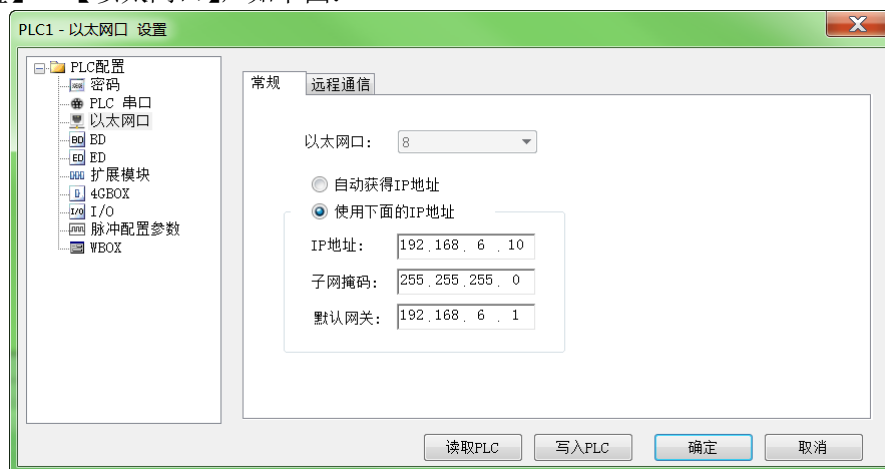 PLC1 - 以太网口 设置
PLC配置
密码
PLC 串口
以太网口
BD
ED
扩展模块
4GBOX
I/O
脉冲配置参数
WBOX
常规
远程通信
以太网口: 8
自动获得IP地址
使用下面的IP地址
IP地址: 192.168. 6 . 10
子网掩码: 255.255.255. 0
默认网关: 192.168. 6 . 1
读取PLC 写入PLC 确定 取消